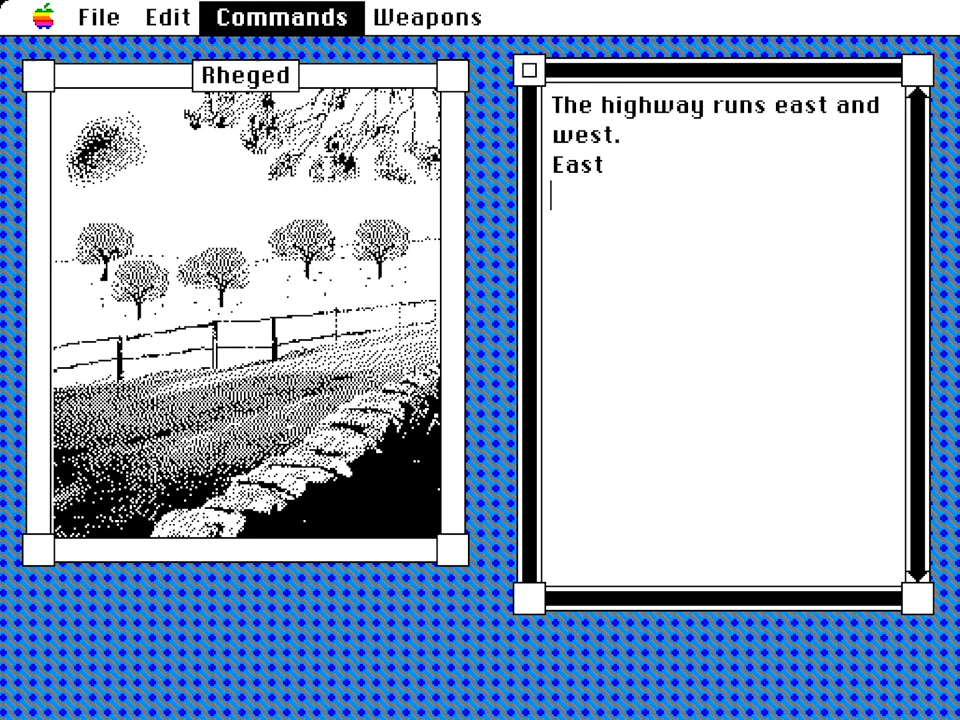 File Edit Commands Weapons
Rheged
The highway runs east and
west.
East